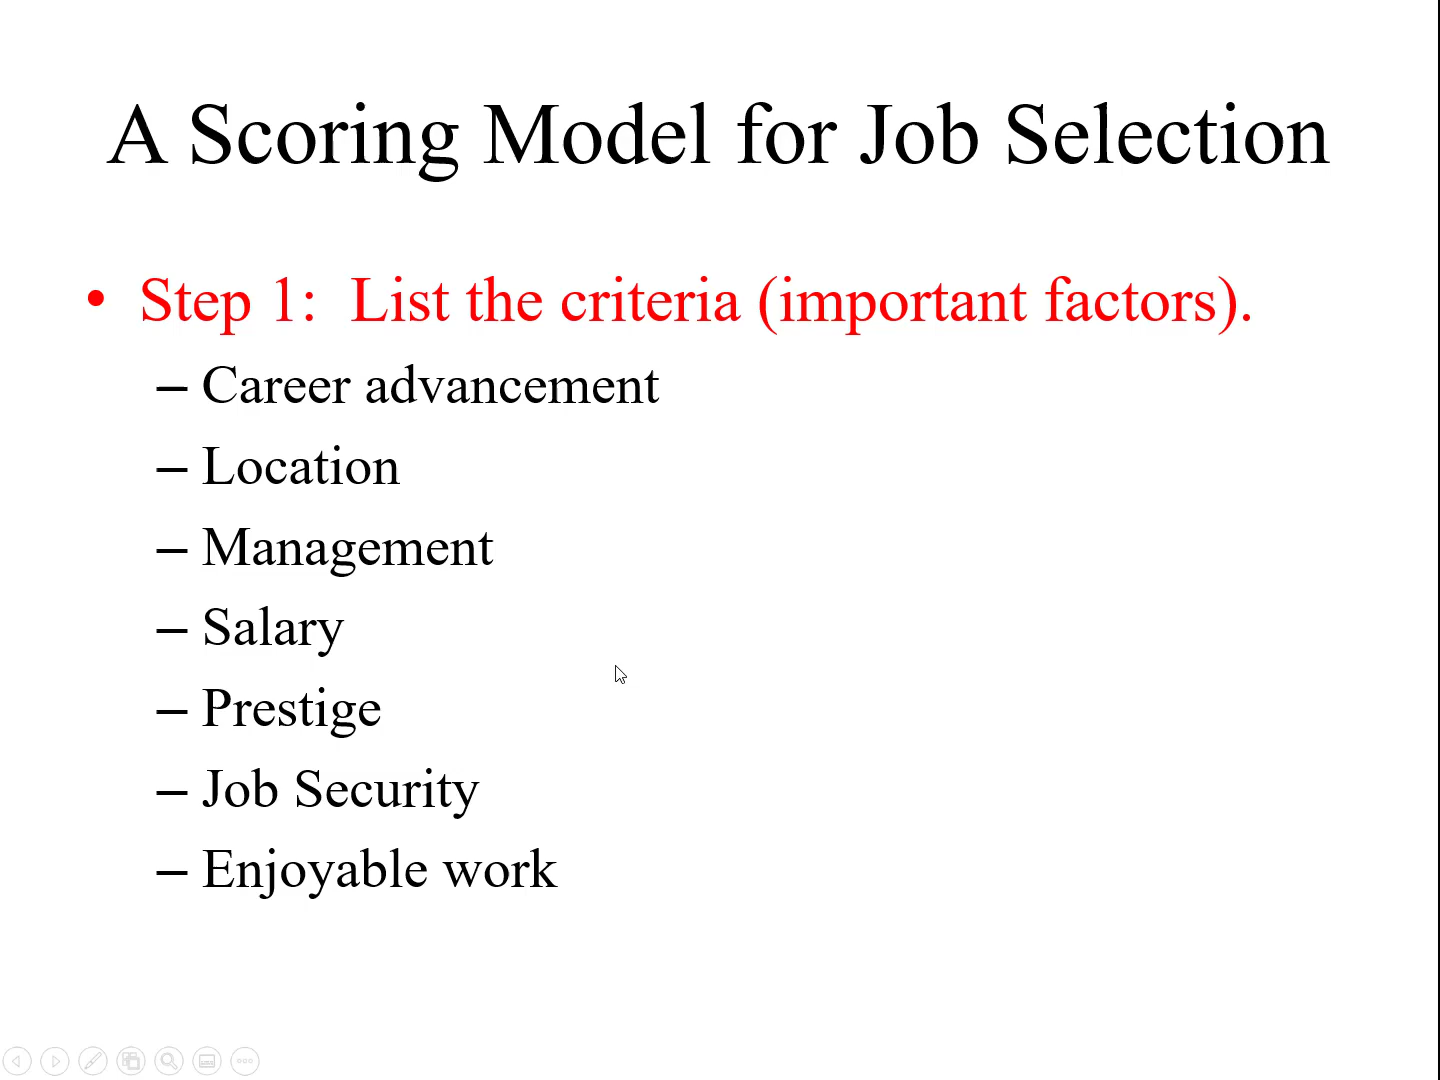 A Scoring Model for Job Selection
• Step 1: List the criteria (important factors).
– Career advancement
– Location
– Management
– Salary
– Prestige
– Job Security
– Enjoyable work